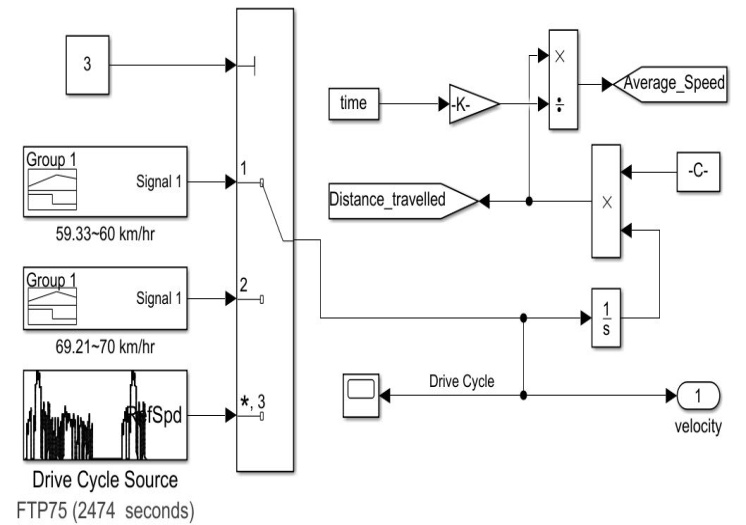 3
Group 1
Signal 1
59.33~60 km/hr
Group 1
Signal 1
69.21~70 km/hr
RefSpd
Drive Cycle Source
FTP75 (2474 seconds)
1
2
*, 3
time
-K-
×
÷
Average_Speed
Distance_travelled
×
-C-
1
s
Drive Cycle
1
velocity